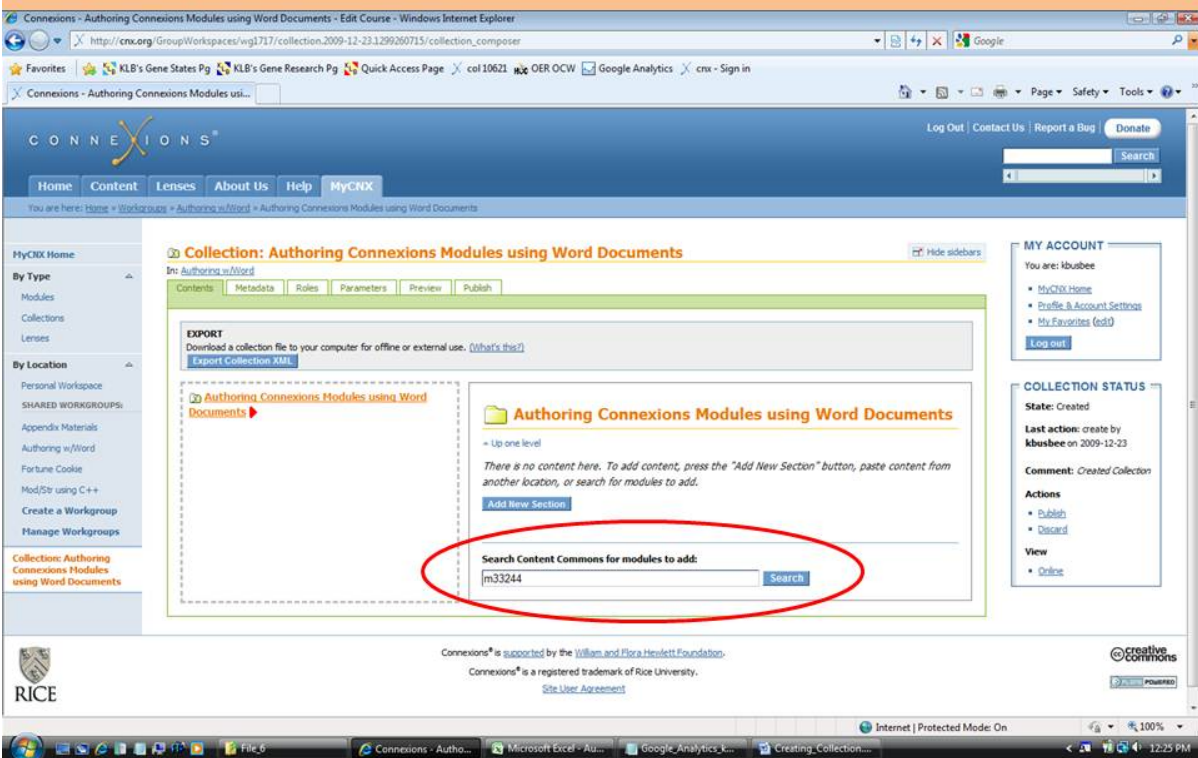 Connexions - Authoring Connexions Modules using Word Documents - Edit Course - Windows Internet Explorer
http://cnx.org/GroupWorkspaces/wg1717/collection.2009-12-23.1299260715/collection_composer
Google
Favorites KLB's Gene States Pg KLB's Gene Research Pg Quick Access Page col10621 OER OCW Google Analytics cnx - Sign in
Connexions - Authoring Connexions Modules usi...
Page Safety Tools
CONNEXIONS®
Log Out | Contact Us | Report a Bug | Donate
Search
Home Content Lenses About Us Help MyCNX
You are here: Home » Workgroups » Authoring w/Word » Authoring Connexions Modules using Word Documents
MyCNX Home
By Type
Modules
Collections
Lenses
By Location
Personal Workspace
SHARED WORKGROUPS:
Appendix Materials
Authoring w/Word
Fortune Cookie
Mod/Str using C++
Create a Workgroup
Manage Workgroups
Collection: Authoring
Connexions Modules
using Word Documents
Collection: Authoring Connexions Modules using Word Documents
Hide sidebars
In: Authoring w/Word
Contents Metadata Roles Parameters Preview Publish
EXPORT
Download a collection file to your computer for offline or external use. (What's this?)
Export Collection XML
Authoring Connexions Modules using Word
Documents
Authoring Connexions Modules using Word Documents
Up one level
There is no content here. To add content, press the "Add New Section" button, paste content from
another location, or search for modules to add.
Add New Section
Search Content Commons for modules to add:
m33244
Search
MY ACCOUNT
You are: kbusbee
MyCNX Home
Profile & Account Settings
My Favorites (edit)
Log out
COLLECTION STATUS
State: Created
Last action: create by
kbusbee on 2009-12-23
Comment: Created Collection
Actions
Publish
Discard
View
Online
RICE
Connexions® is supported by the William and Flora Hewlett Foundation.
Connexions® is a registered trademark of Rice University.
Site User Agreement
creative
commons
PLONE POWERED
Internet | Protected Mode: On
100%
File_6
Connexions - Autho...
Microsoft Excel - Au...
Google_Analytics_k...
Creating_Collection....
12:25 PM